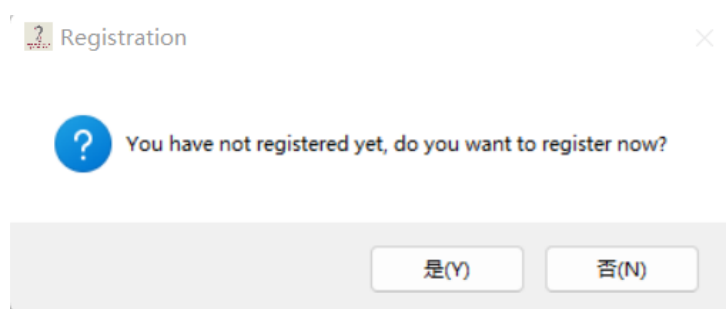 Registration
You have not registered yet, do you want to register now?
是(Y)
否(N)